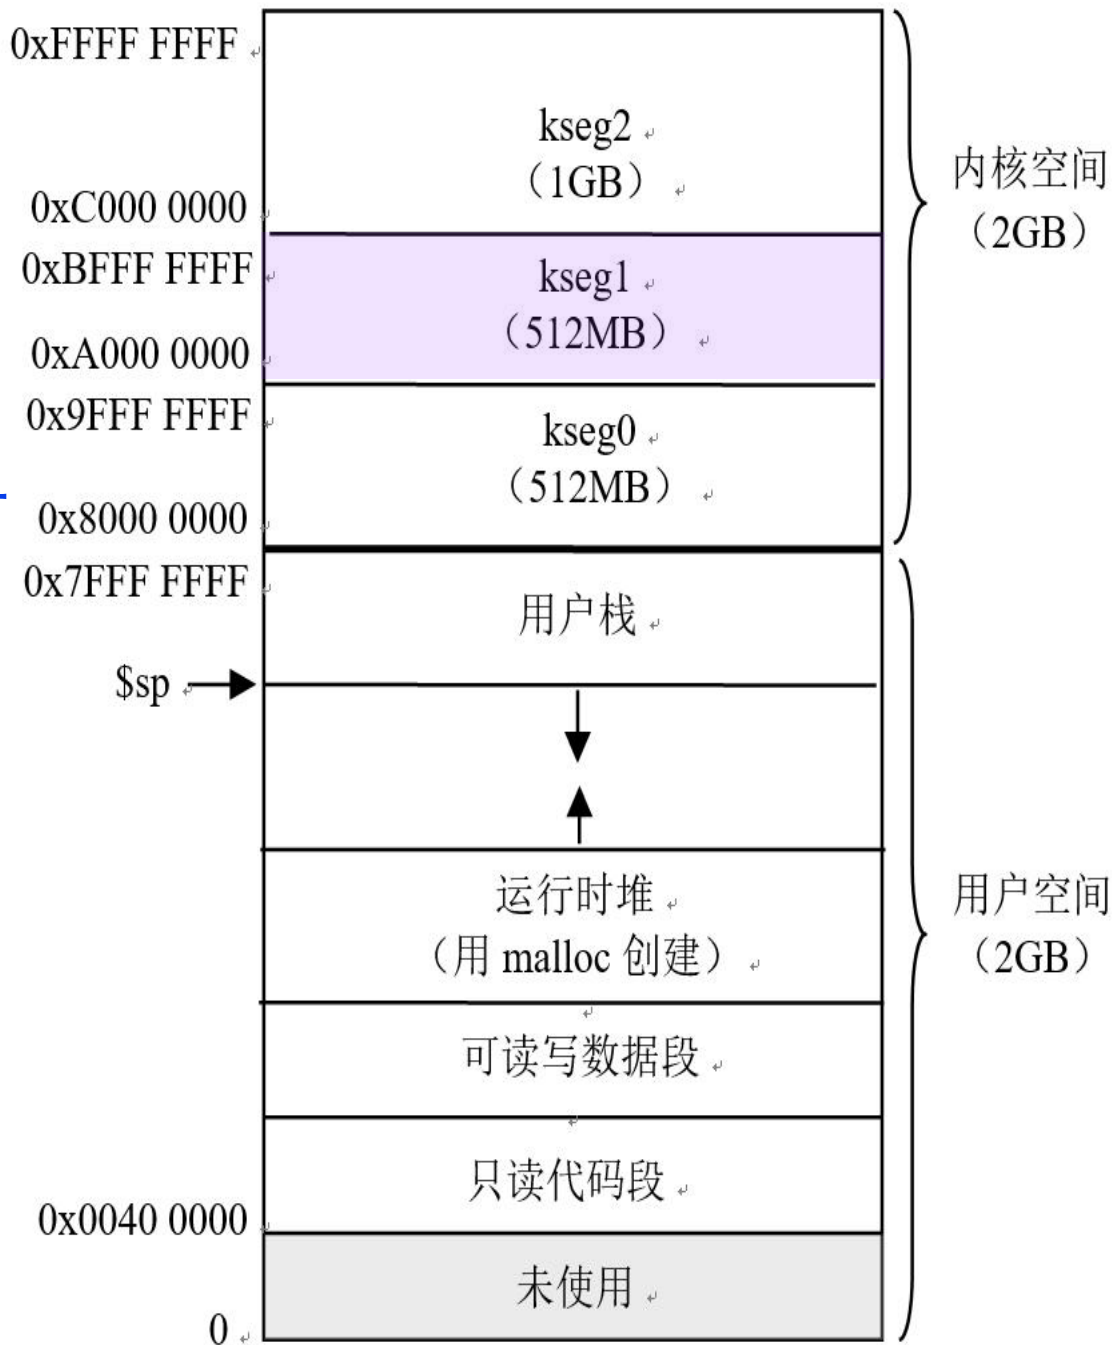 0xFFFF FFFF
kseg2
（1GB）
内核空间
（2GB）
0xC000 0000
0xBFFF FFFF
kseg1
（512MB）
0xA000 0000
0x9FFF FFFF
kseg0
（512MB）
0x8000 0000
0x7FFF FFFF
用户栈
$sp
运行时堆
（用 malloc 创建）
用户空间
（2GB）
可读写数据段
只读代码段
0x0040 0000
未使用
0